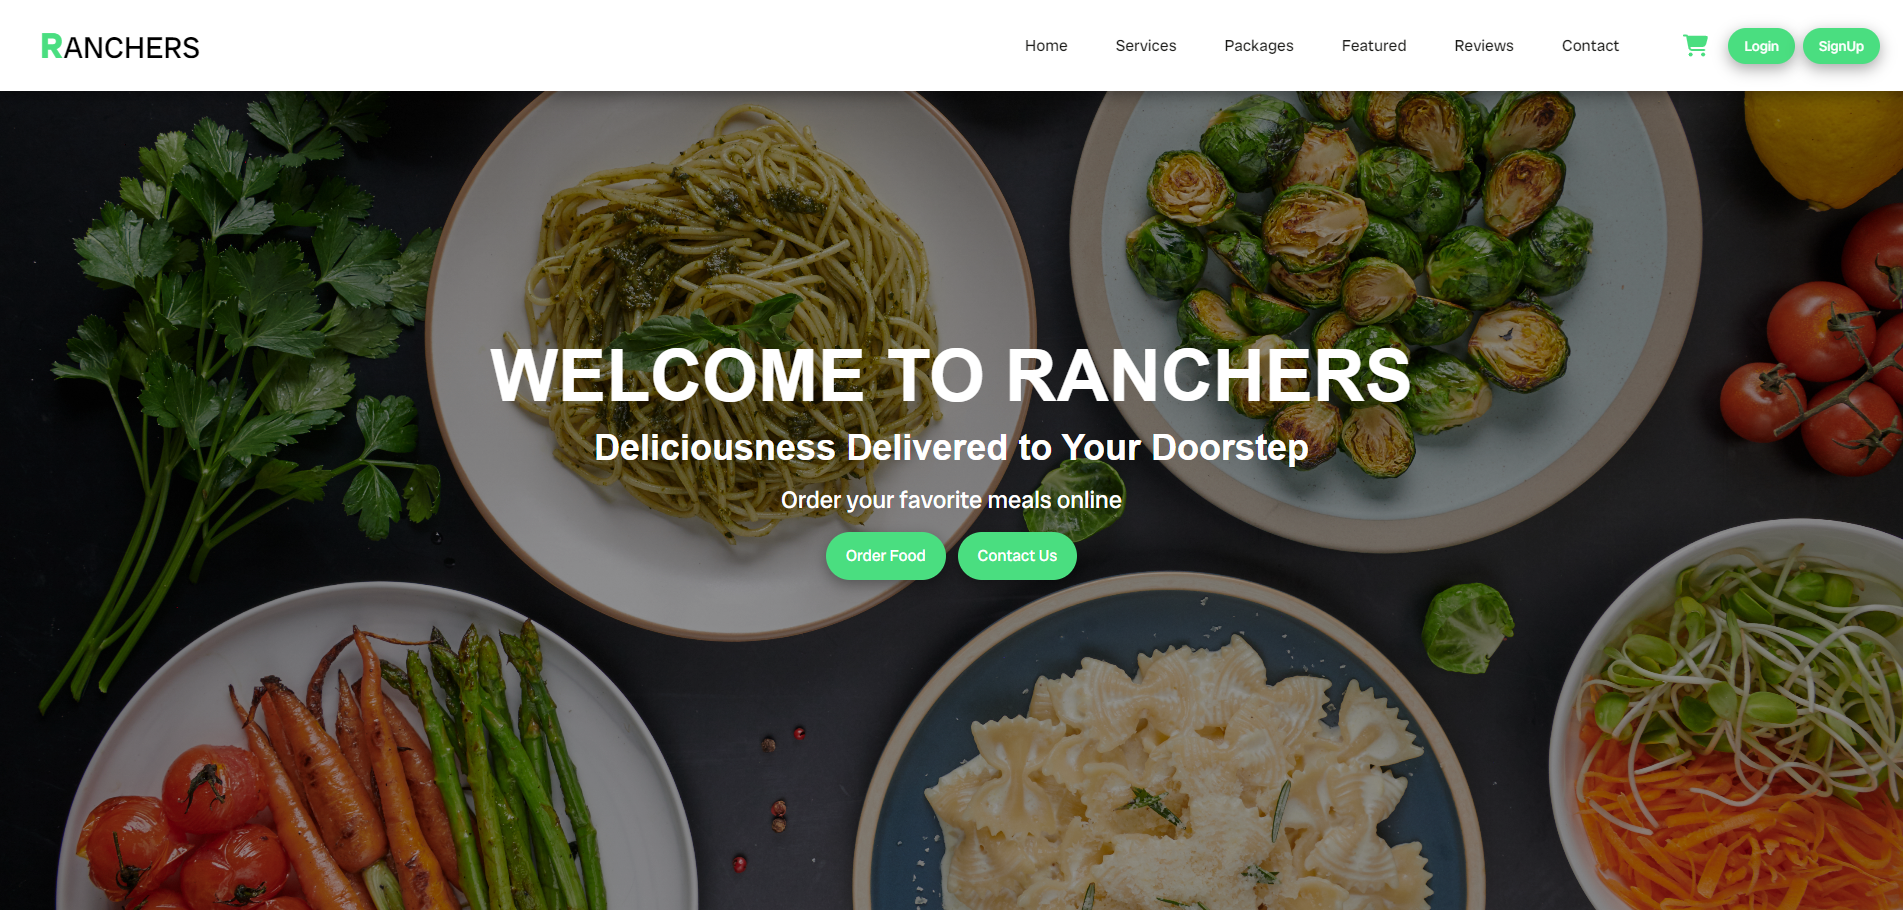 RANCHERS
Home Services Packages Featured Reviews Contact Login SignUp
WELCOME TO RANCHERS
Deliciousness Delivered to Your Doorstep
Order your favorite meals online
Order Food Contact Us